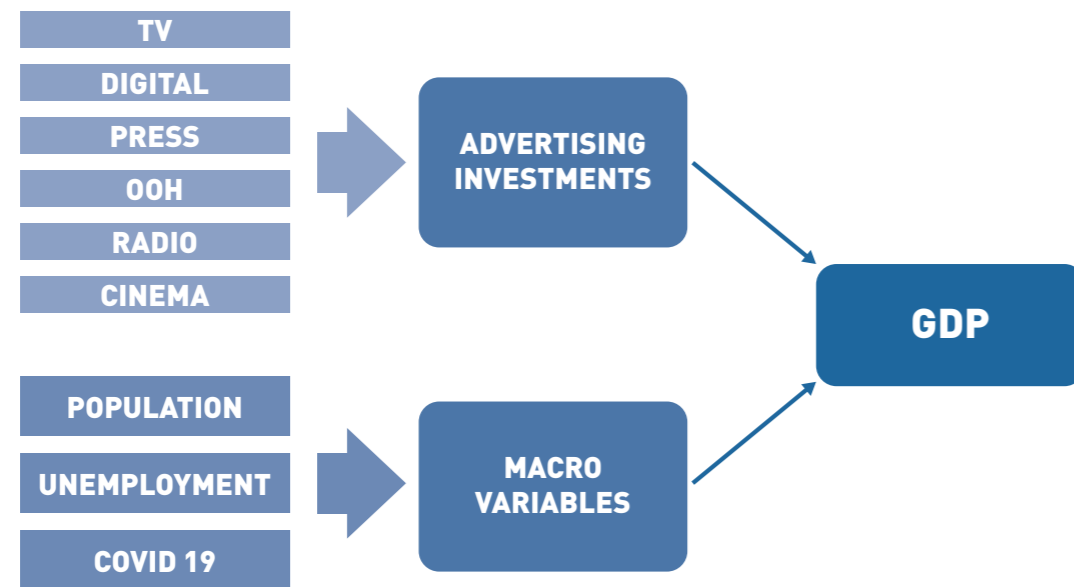 TV
DIGITAL
PRESS
OOH
RADIO
CINEMA
ADVERTISING
INVESTMENTS
GDP
POPULATION
UNEMPLOYMENT
COVID 19
MACRO
VARIABLES